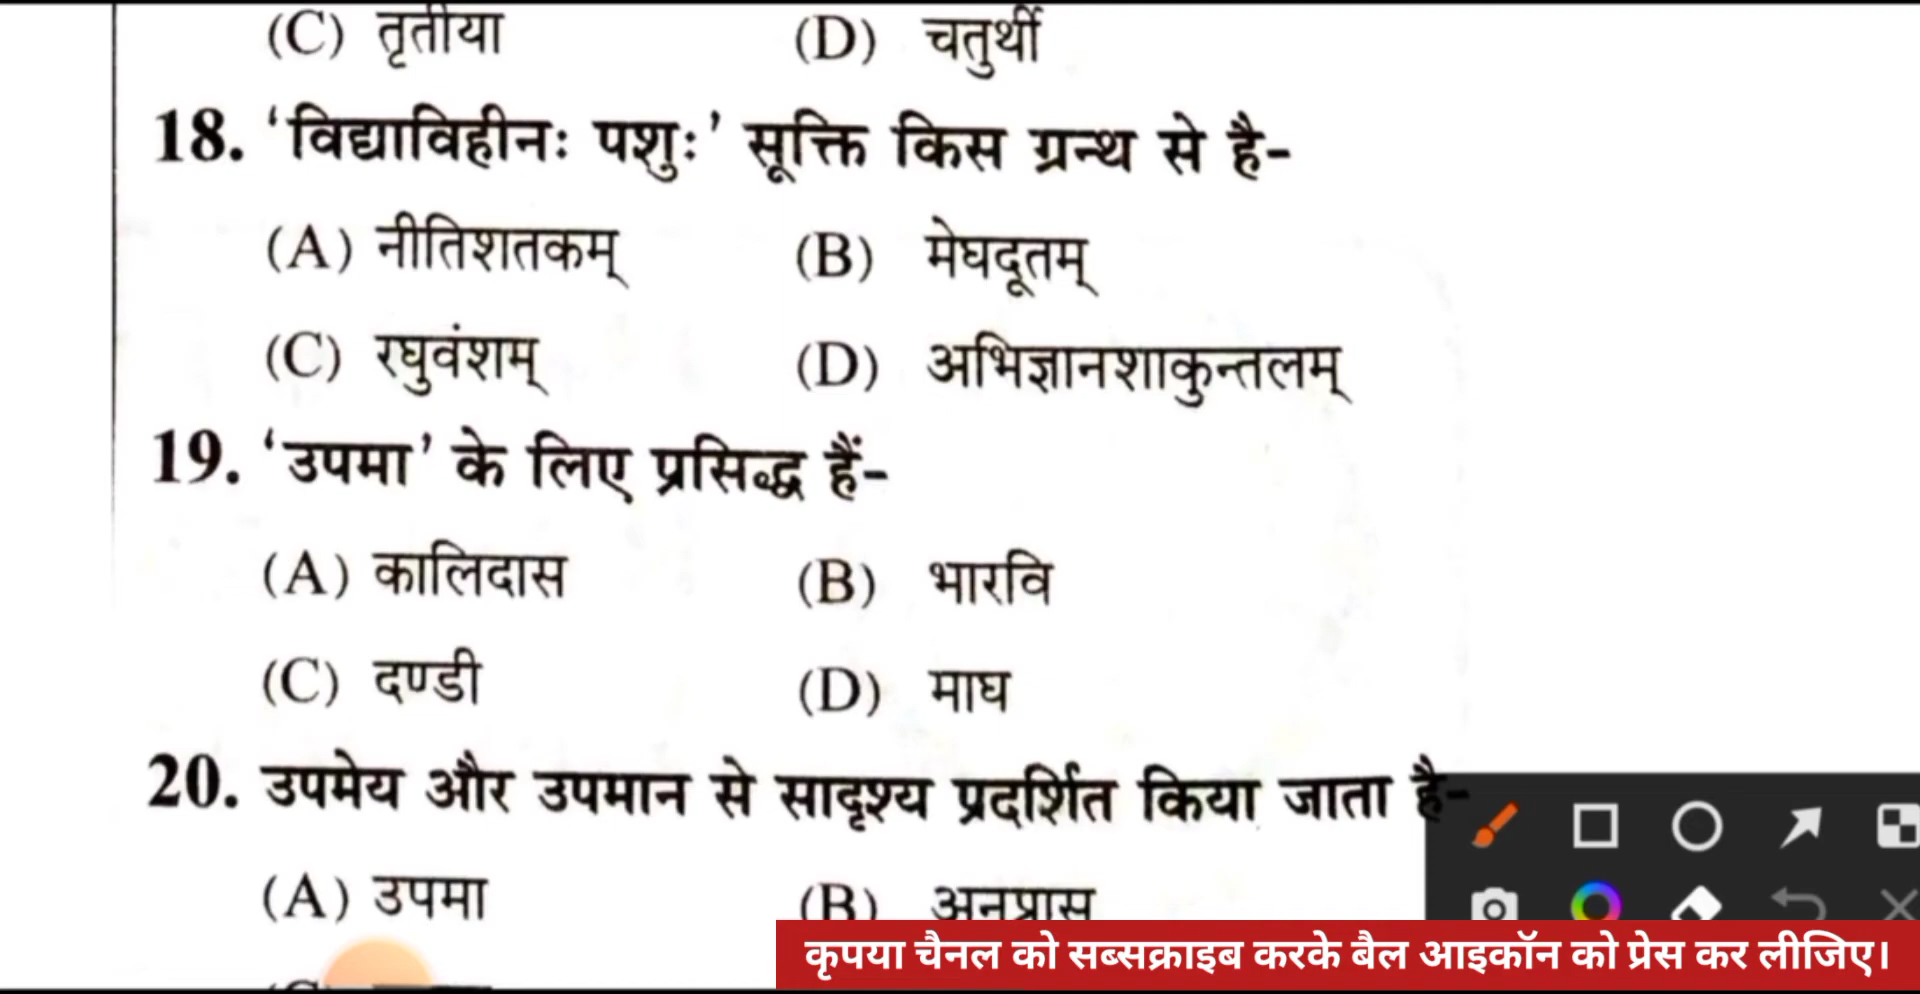 (C) तृतीया (D) चतुर्थी
18. ‘विद्याविहीनः पशुः’ सूक्ति किस ग्रन्थ से है-
(A) नीतिशतकम् (B) मेघदूतम्
(C) रघुवंशम् (D) अभिज्ञानशाकुन्तलम्
19. ‘उपमा’ के लिए प्रसिद्ध हैं-
(A) कालिदास (B) भारवि
(C) दण्डी (D) माघ
20. उपमेय और उपमान से सादृश्य प्रदर्शित किया जाता है-
(A) उपमा (B) अनुप्रास
कृपया चैनल को सब्सक्राइब करके बैल आइकॉन को प्रेस कर लीजिए।